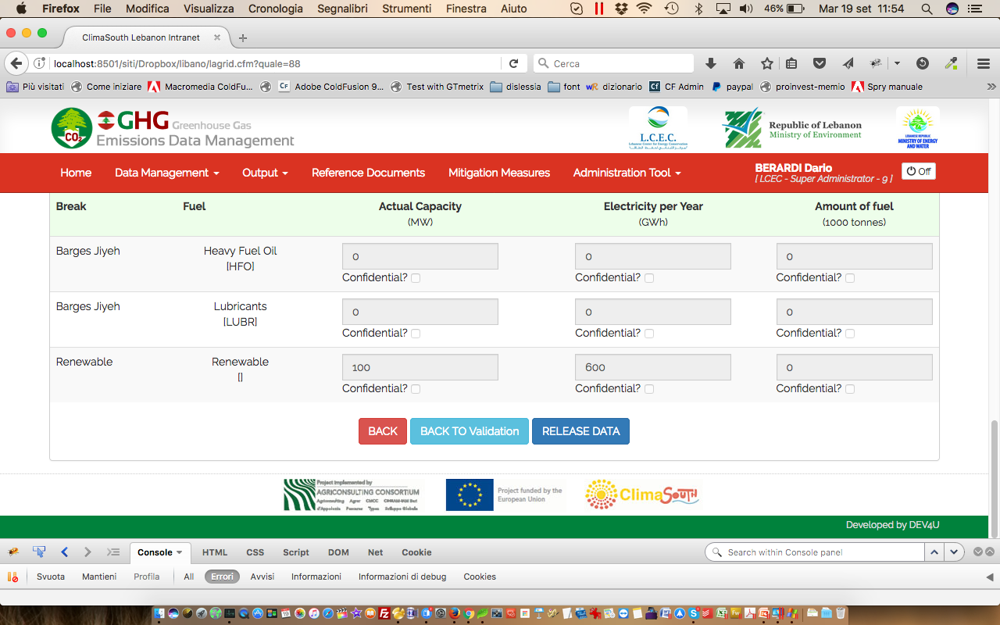 Firefox File Modifica Visualizza Cronologia Segnalibri Strumenti Finestra Aiuto 46% Mar 19 set 11:54
ClimaSouth Lebanon Intranet
localhost:8501/siti/Dropbox/libano/lagrid.cfm?quale=88 Cerca
Più visitati Come iniziare Macromedia ColdFu... Adobe ColdFusion 9... Test with GTmetrix dislessia font dizionario CF Admin paypal proinvest-memio Spry manuale
CO2 GHG Greenhouse Gas
Emissions Data Management
L.C.E.C.
Lebanese Center for Energy Conservation
Republic of Lebanon
Ministry of Environment
LEBANESE REPUBLIC
MINISTRY OF ENERGY
AND WATER
Home Data Management Output Reference Documents Mitigation Measures Administration Tool
BERARDI Dario
[ LCEC - Super Administrator - 9 ]
Off
Break Fuel Actual Capacity Electricity per Year Amount of fuel
(MW) (GWh) (1000 tonnes)
Barges Jiyeh Heavy Fuel Oil 0 0 0
[HFO]
Confidential? Confidential? Confidential?
Barges Jiyeh Lubricants 0 0 0
[LUBR]
Confidential? Confidential? Confidential?
Renewable Renewable 100 600 0
[]
Confidential? Confidential? Confidential?
BACK BACK TO Validation RELEASE DATA
Project implemented by
AGRICONSULTING CONSORTIUM
Agriconsulting Agrer CMCC CIHEAM-IAM Bari
d'Appolonia Pescares Typsa Sviluppo Globale
Project funded by the
European Union
ClimaSouth
Developed by DEV4U
Console HTML CSS Script DOM Net Cookie Search within Console panel
Svuota Mantieni Profila All Errori Avvisi Informazioni Informazioni di debug Cookies